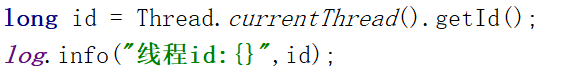 long id = Thread.currentThread().getId();
log.info("线程id:{}",id);